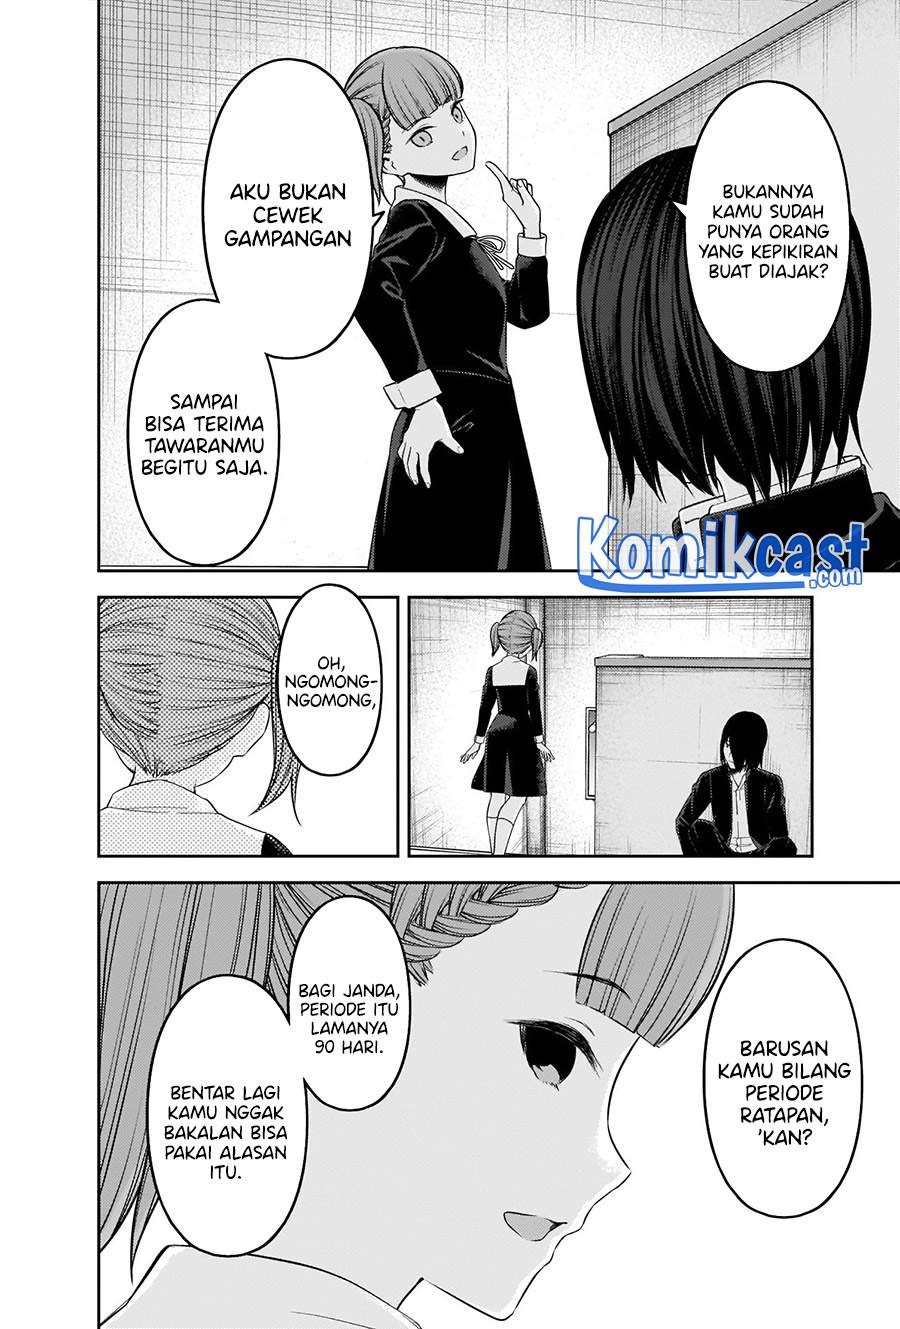 BUKANNYA
KAMU SUDAH
PUNYA ORANG
YANG KEPIKIRAN
BUAT DIAJAK?
AKU BUKAN
CEWEK
GAMPANGAN
SAMPAI
BISA TERIMA
TAWARANMU
BEGITU SAJA.
Komikcast
.com
OH,
NGOMONG-
NGOMONG,
BARUSAN
KAMU BILANG
PERIODE
RATAPAN,
'KAN?
BAGI JANDA,
PERIODE ITU
LAMANYA
90 HARI.
BENTAR LAGI
KAMU NGGAK
BAKALAN BISA
PAKAI ALASAN
ITU.